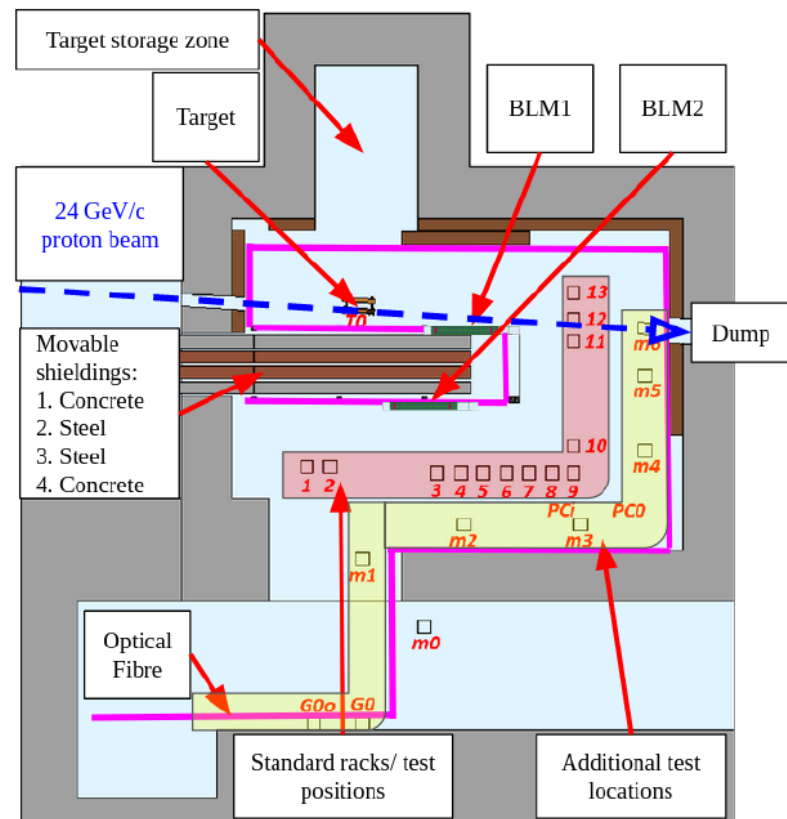 Target storage zone
Target
BLM1
BLM2
24 GeV/c
proton beam
T0
13
12
11
m6
Dump
Movable
shieldings:
1. Concrete
2. Steel
3. Steel
4. Concrete
m5
10
m4
1 2 3 4 5 6 7 8 9
PCi PC0
m2 m3
m1
m0
Optical
Fibre
G0o G0
Standard racks/ test
positions
Additional test
locations